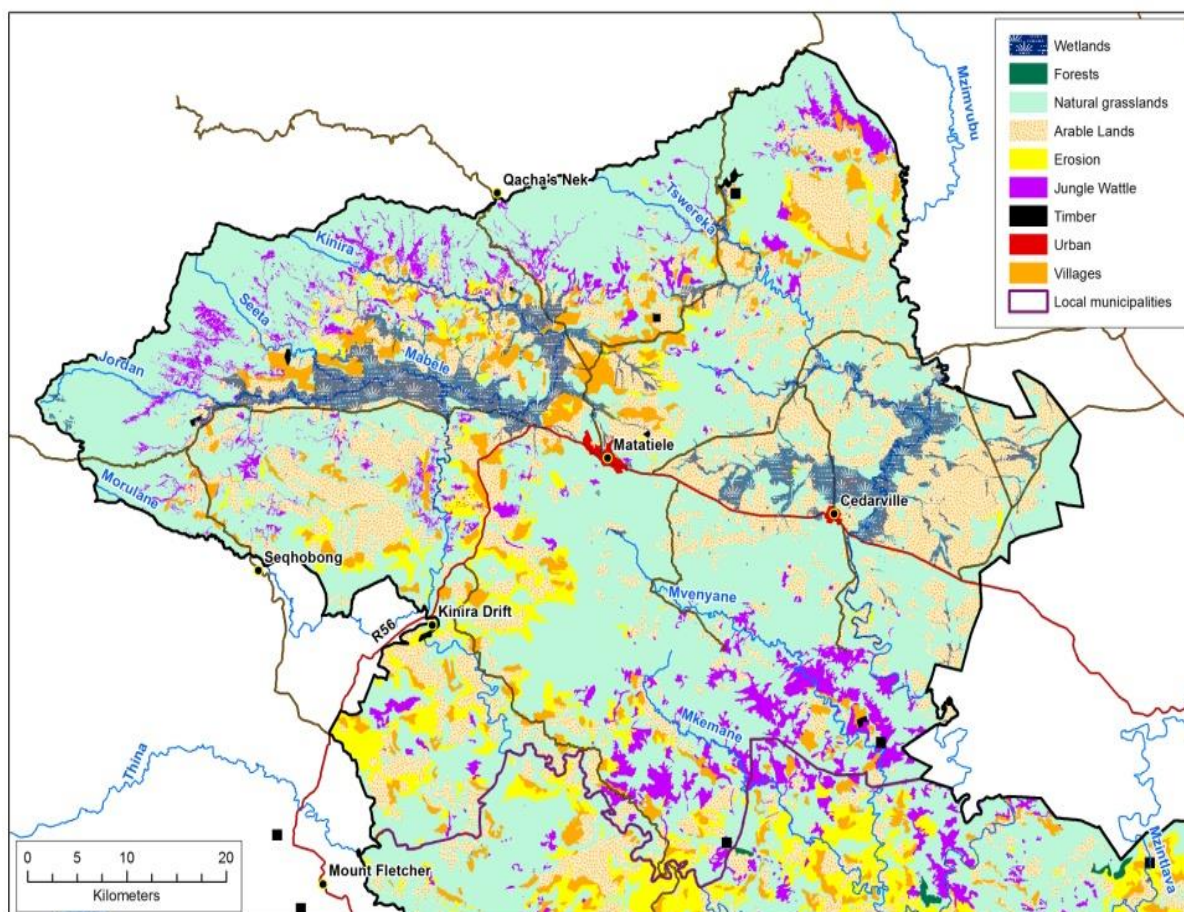 Wetlands
Forests
Natural grasslands
Arable Lands
Erosion
Jungle Wattle
Timber
Urban
Villages
Local municipalities
Mzimvubu
Qacha's Nek
Tswereka
Kinira
Seeta
Jordan
Mabele
Matatiele
Morulane
Cedarville
Seqhobong
Mvenyane
Kinira Drift
R56
Mkemane
Thina
Mzintlava
0 5 10 20
Kilometers
Mount Fletcher